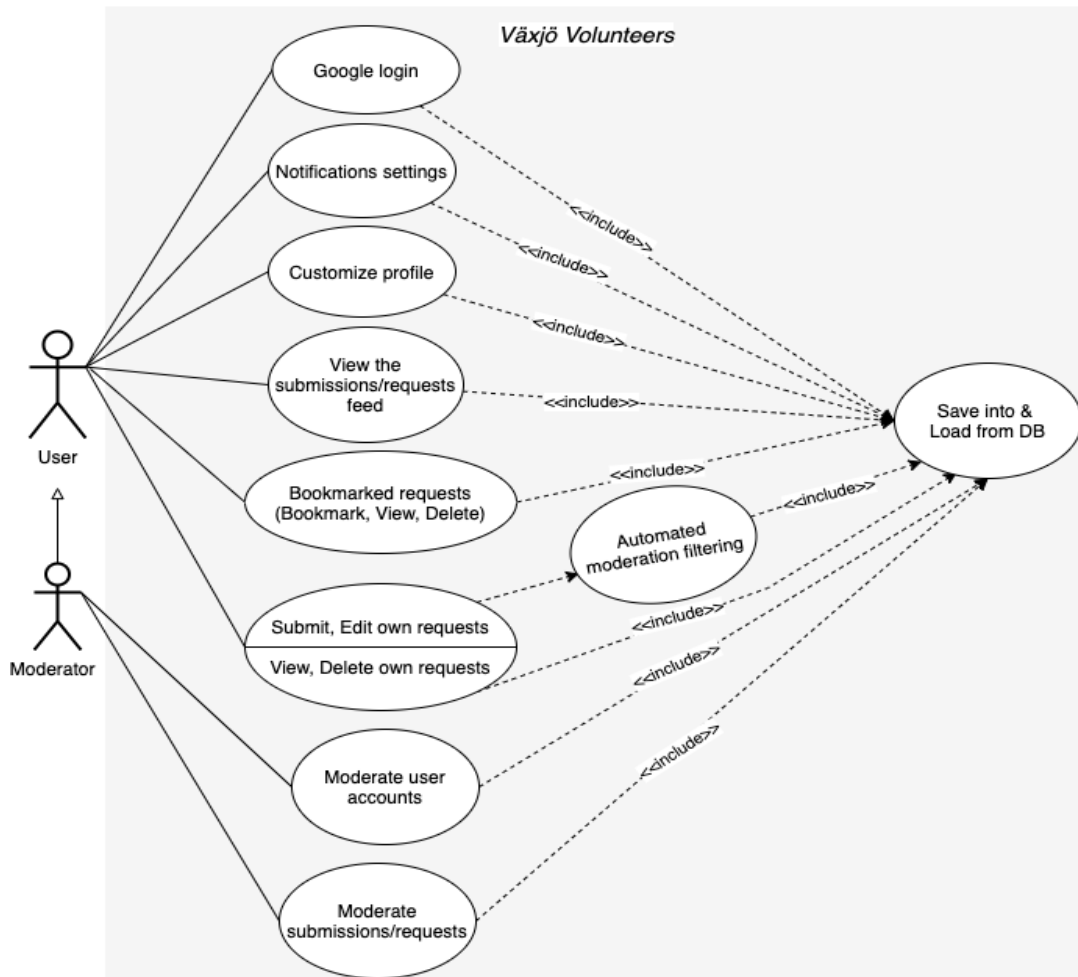 Växjö Volunteers
Google login
Notifications settings
<<include>>
<<include>>
Customize profile
<<include>>
View the
submissions/requests
feed
<<include>>
Save into &
Load from DB
User
Bookmarked requests
(Bookmark, View, Delete)
<<include>>
<<include>>
Automated
moderation filtering
Submit, Edit own requests
<<include>>
View, Delete own requests
Moderator
<<include>>
Moderate user
accounts
<<include>>
Moderate
submissions/requests